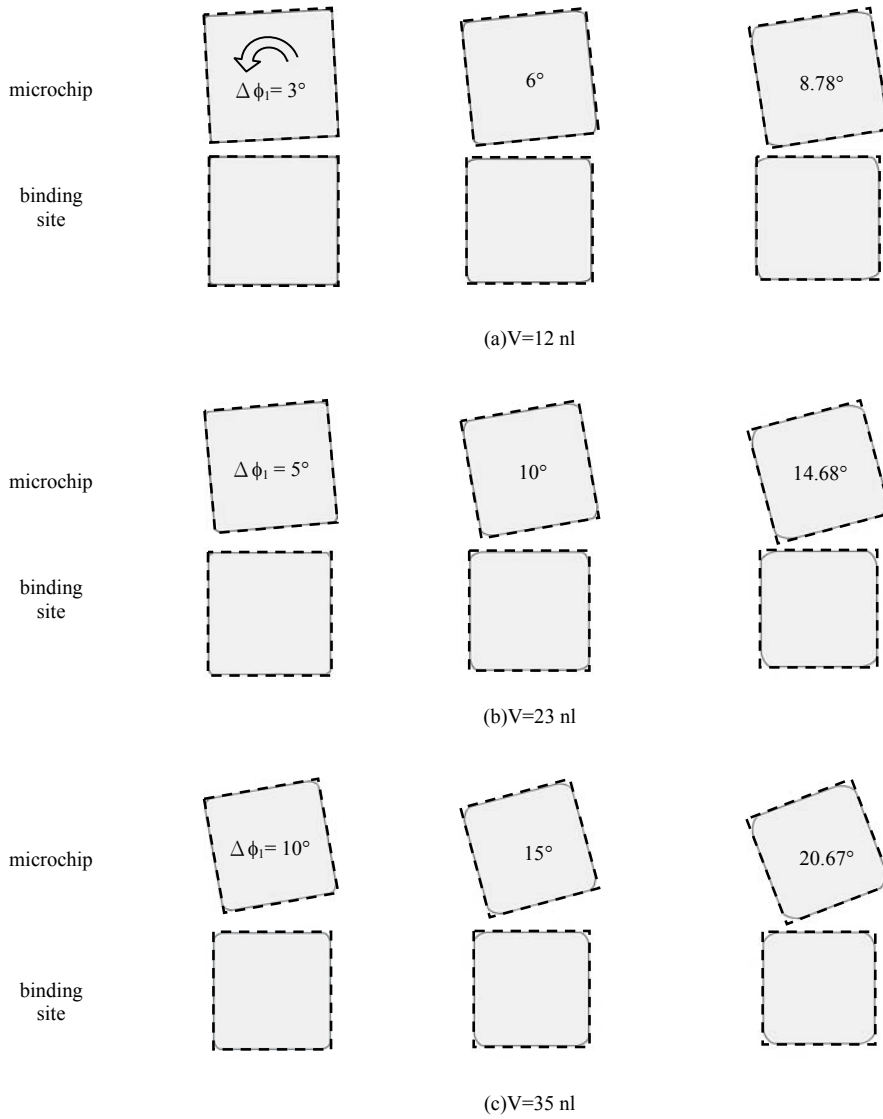 microchip
Δ ϕ₁= 3°
6°
8.78°
binding
site
(a)V=12 nl
microchip
Δ ϕ₁ = 5°
10°
14.68°
binding
site
(b)V=23 nl
microchip
Δ ϕ₁= 10°
15°
20.67°
binding
site
(c)V=35 nl